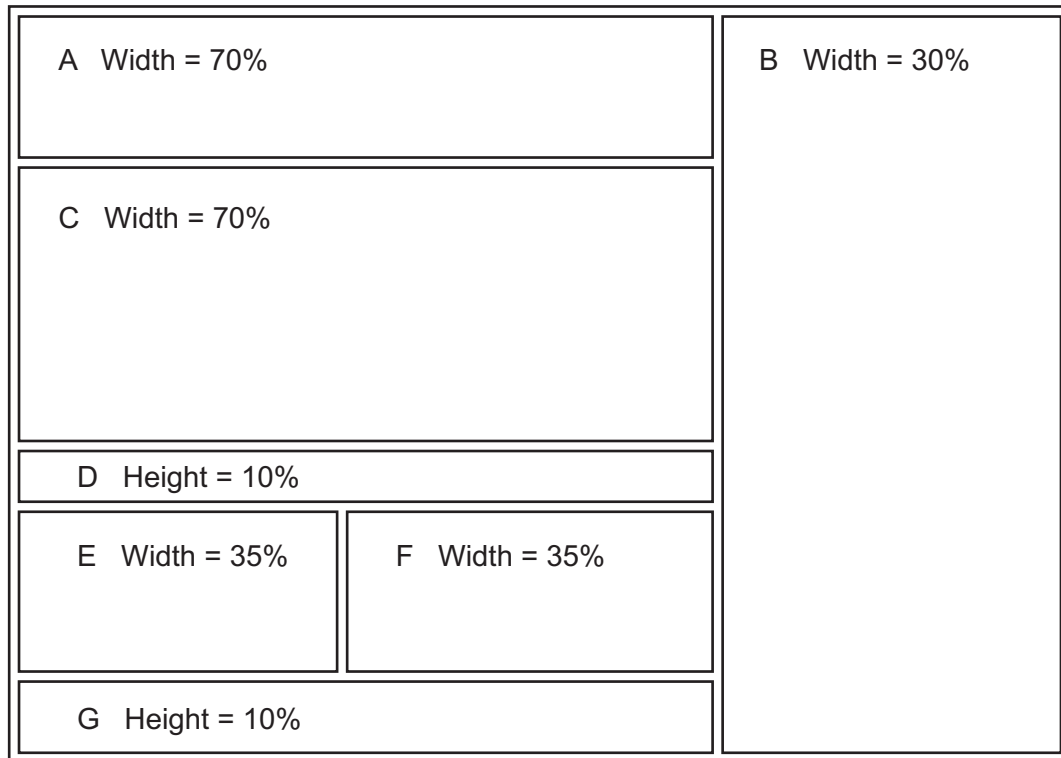 A Width = 70%
B Width = 30%
C Width = 70%
D Height = 10%
E Width = 35%
F Width = 35%
G Height = 10%